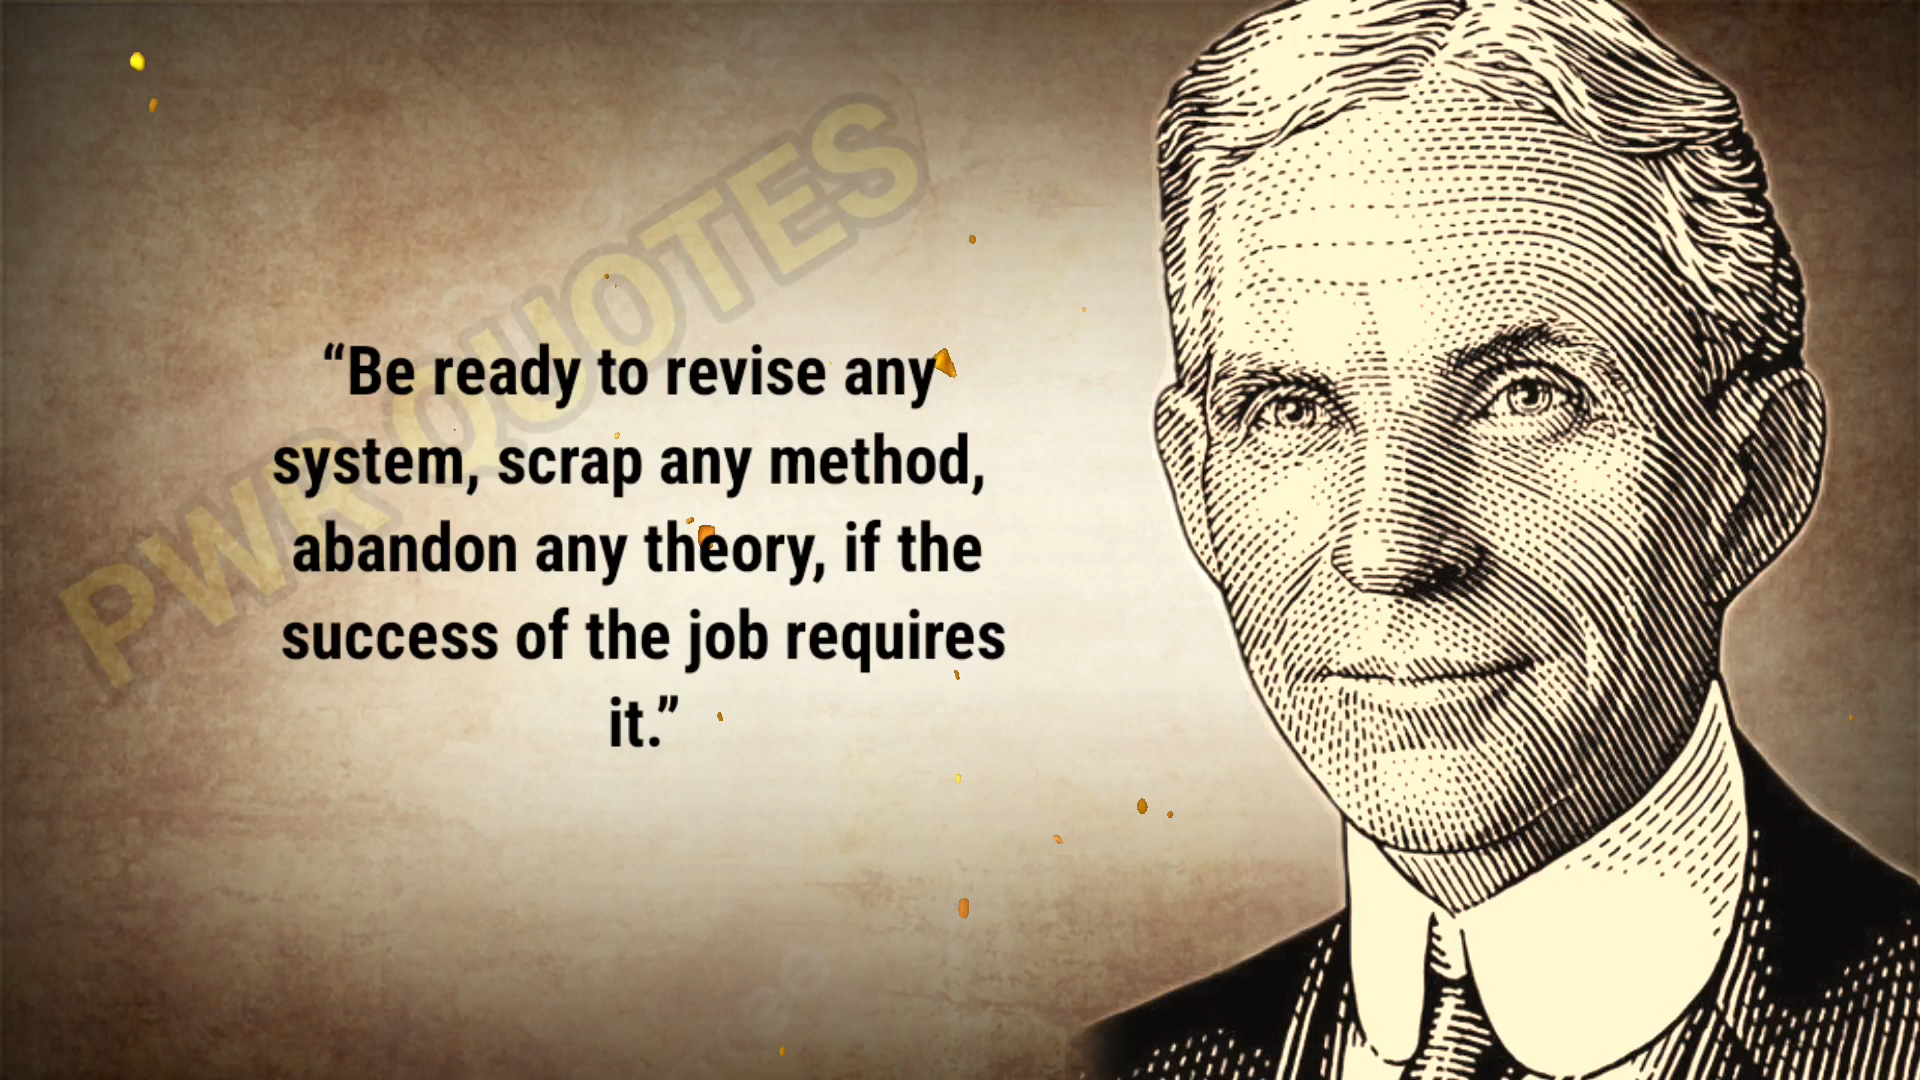 PWR QUOTES
“Be ready to revise any
system, scrap any method,
abandon any theory, if the
success of the job requires
it.”